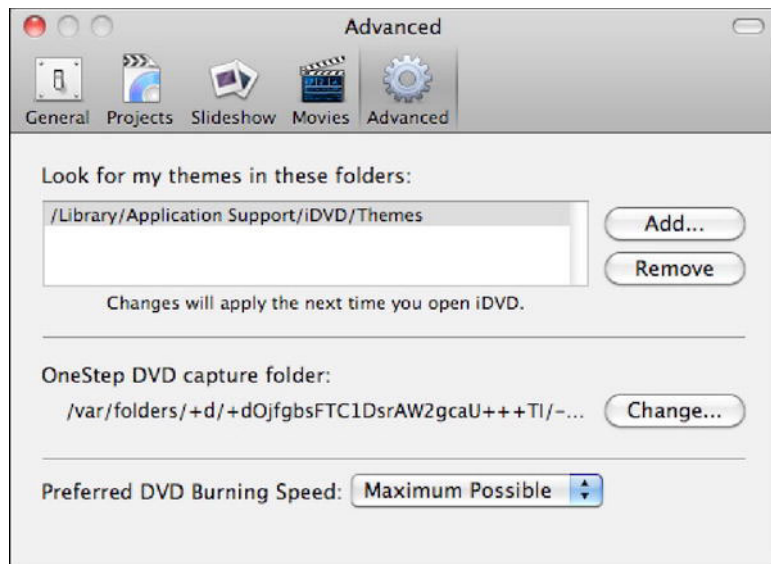 Advanced
General Projects Slideshow Movies Advanced
Look for my themes in these folders:
/Library/Application Support/iDVD/Themes
Add...
Remove
Changes will apply the next time you open iDVD.
OneStep DVD capture folder:
/var/folders/+d/+dOjfgbsFTC1DsrAW2gcaU+++TI/-... Change...
Preferred DVD Burning Speed: Maximum Possible